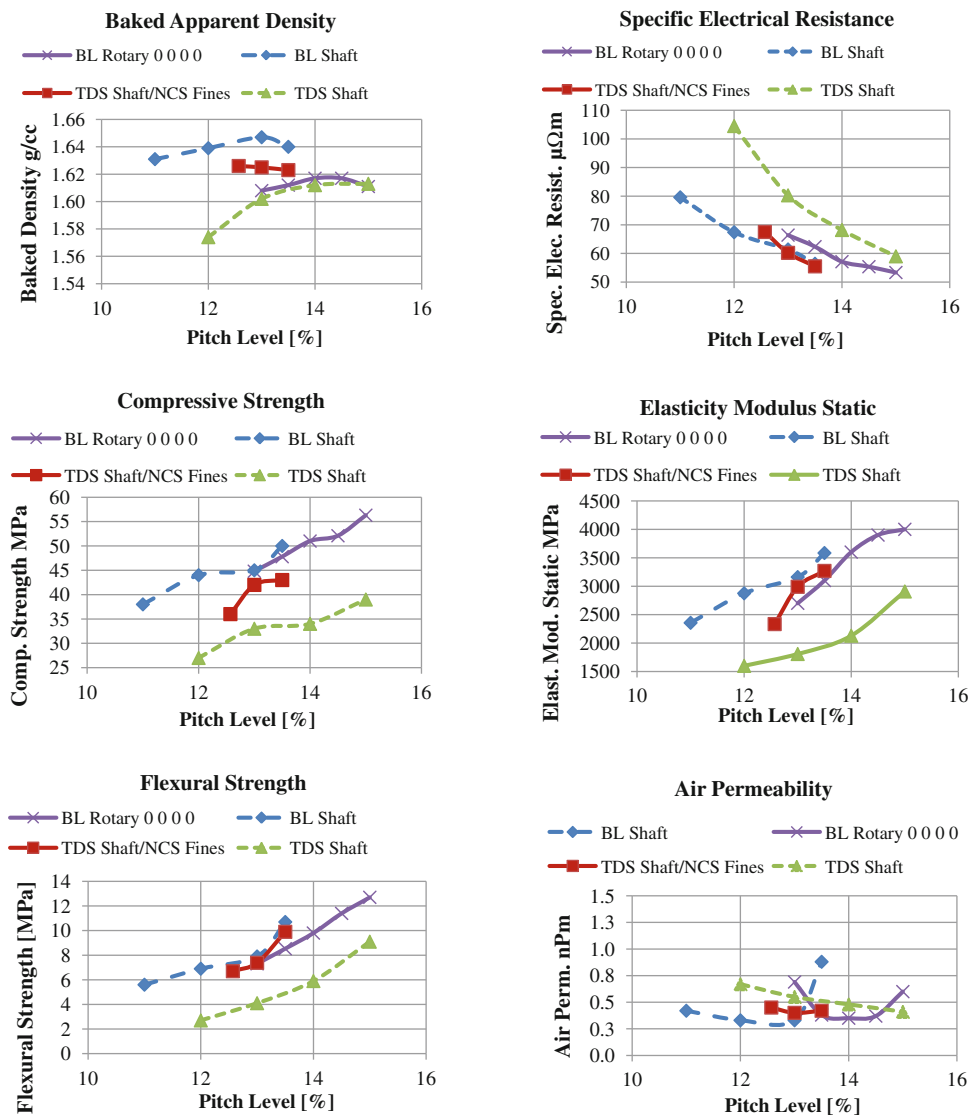 Baked Apparent Density
BL Rotary 0 0 0 0
BL Shaft
TDS Shaft/NCS Fines
TDS Shaft
Baked Density g/cc
1.66
1.64
1.62
1.60
1.58
1.56
1.54
10 12 14 16
Pitch Level [%]
Specific Electrical Resistance
BL Rotary 0 0 0 0
BL Shaft
TDS Shaft/NCS Fines
TDS Shaft
Spec. Elec. Resist. µΩm
110
100
90
80
70
60
50
10 12 14 16
Pitch Level [%]
Compressive Strength
BL Rotary 0 0 0 0
BL Shaft
TDS Shaft/NCS Fines
TDS Shaft
Comp. Strength MPa
60
55
50
45
40
35
30
25
10 12 14 16
Pitch Level [%]
Elasticity Modulus Static
BL Rotary 0 0 0 0
BL Shaft
TDS Shaft/NCS Fines
TDS Shaft
Elast. Mod. Static MPa
4500
4000
3500
3000
2500
2000
1500
10 12 14 16
Pitch Level [%]
Flexural Strength
BL Rotary 0 0 0 0
BL Shaft
TDS Shaft/NCS Fines
TDS Shaft
Flexural Strength [MPa]
14
12
10
8
6
4
2
0
10 12 14 16
Pitch Level [%]
Air Permeability
BL Shaft
BL Rotary 0 0 0 0
TDS Shaft/NCS Fines
TDS Shaft
Air Perm. nPm
1.5
1.3
1.0
0.8
0.5
0.3
0.0
10 12 14 16
Pitch Level [%]